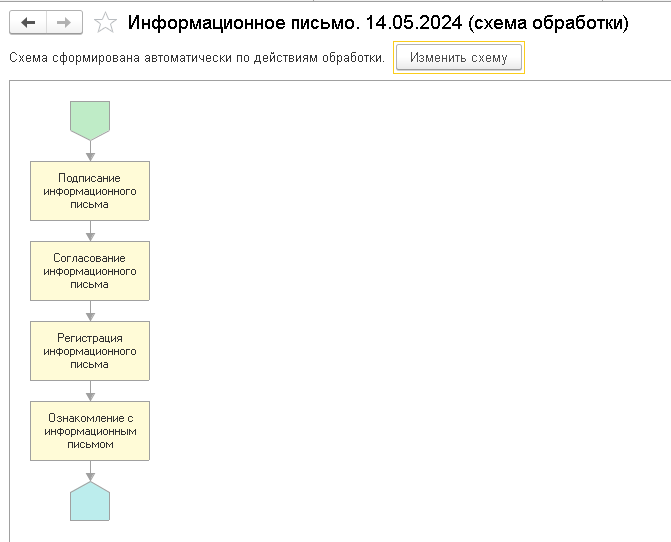 Информационное письмо. 14.05.2024 (схема обработки)
Схема сформирована автоматически по действиям обработки. Изменить схему
Подписание
информационного
письма
Согласование
информационного
письма
Регистрация
информационного
письма
Ознакомление с
информационным
письмом